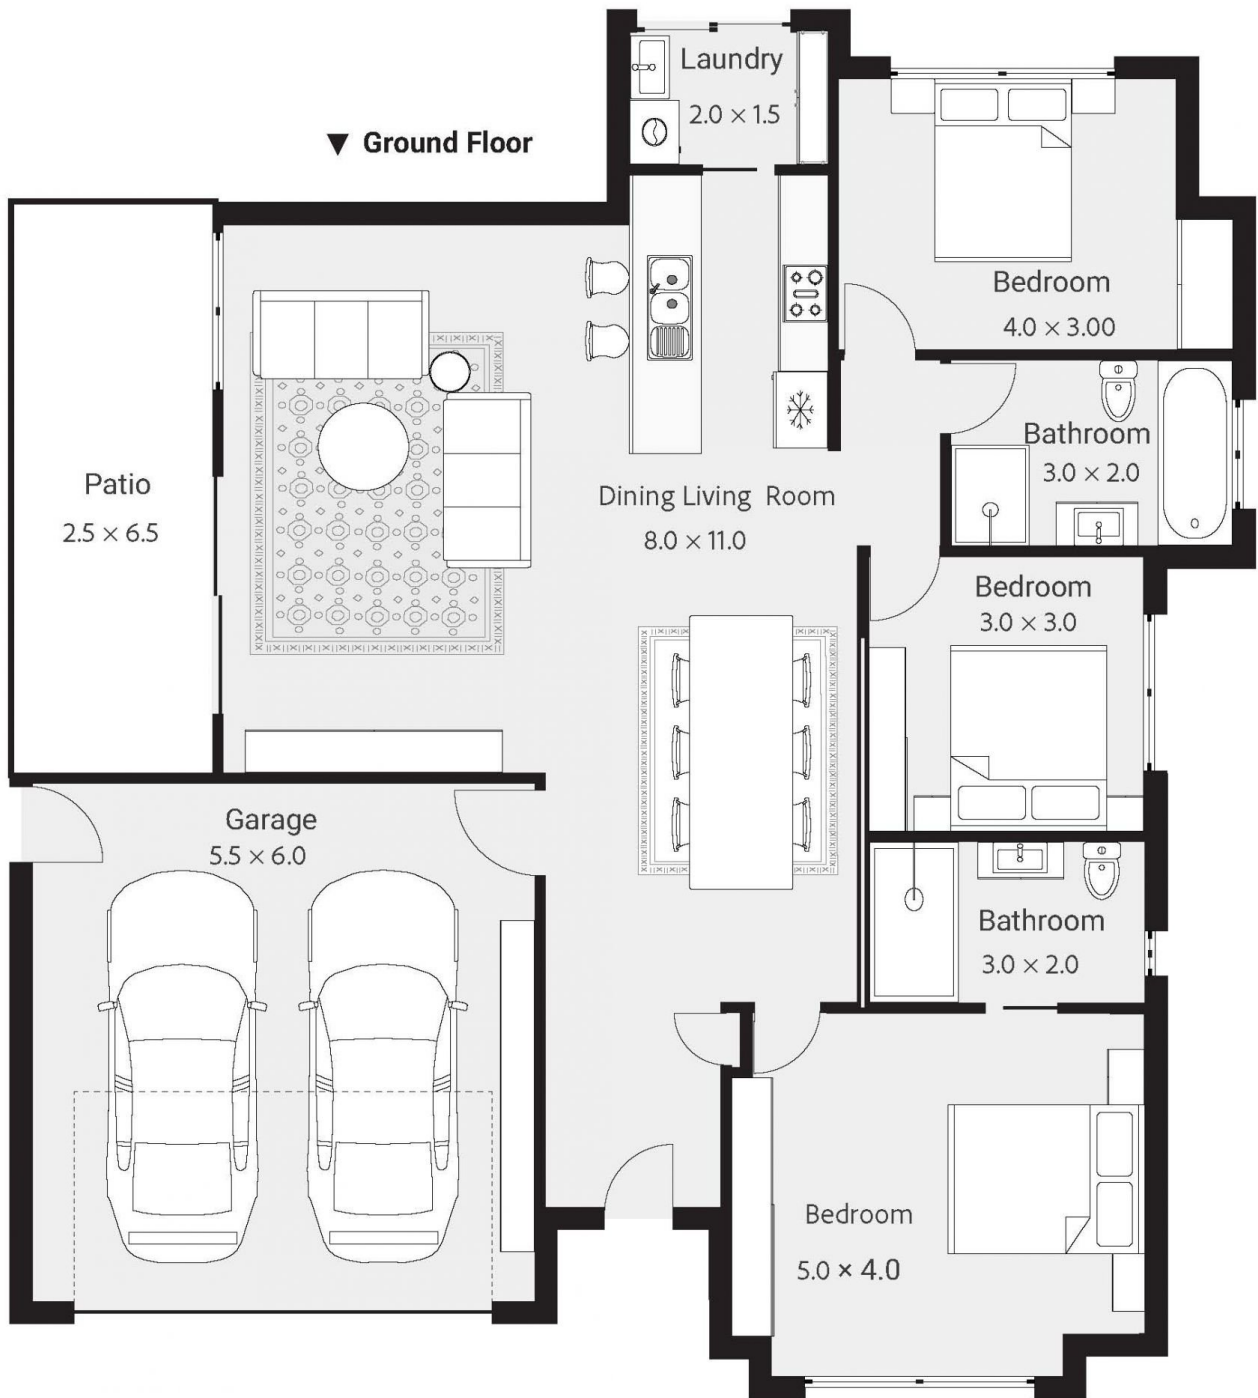 Laundry
2.0 × 1.5
▼ Ground Floor
Bedroom
4.0 × 3.00
Bathroom
3.0 × 2.0
Patio
2.5 × 6.5
Dining Living Room
8.0 × 11.0
Bedroom
3.0 × 3.0
Garage
5.5 × 6.0
Bathroom
3.0 × 2.0
Bedroom
5.0 × 4.0